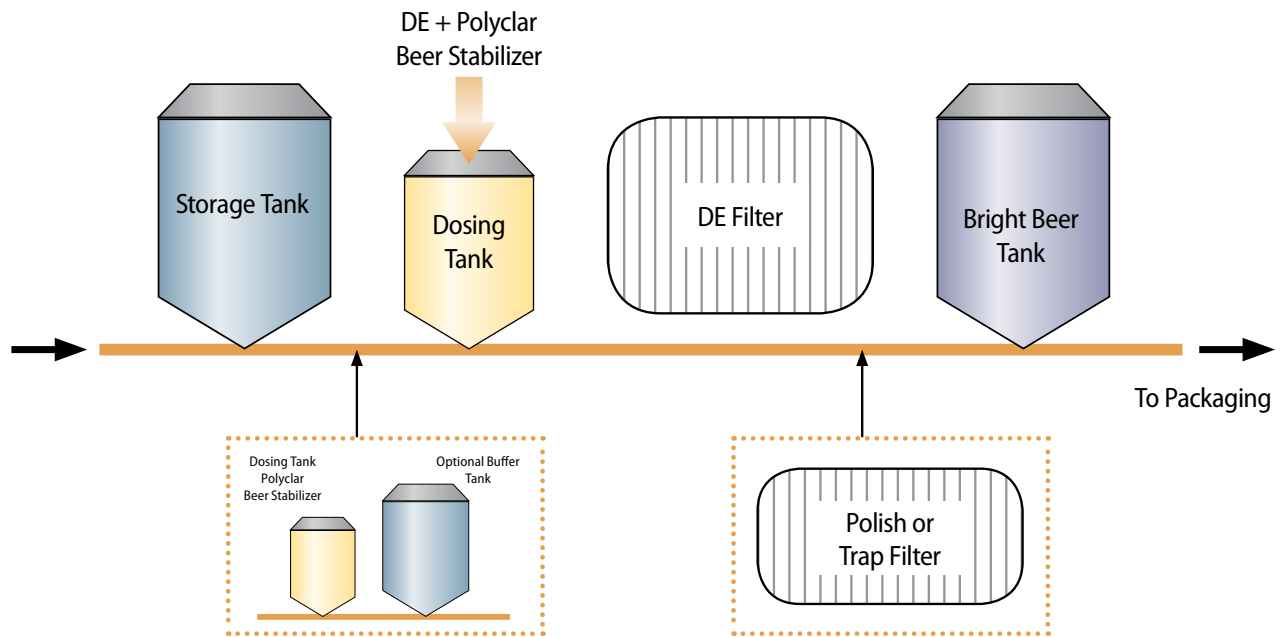 DE + Polyclar
Beer Stabilizer
Storage Tank
Dosing
Tank
DE Filter
Bright Beer
Tank
To Packaging
Dosing Tank
Polyclar
Beer Stabilizer
Optional Buffer
Tank
Polish or
Trap Filter